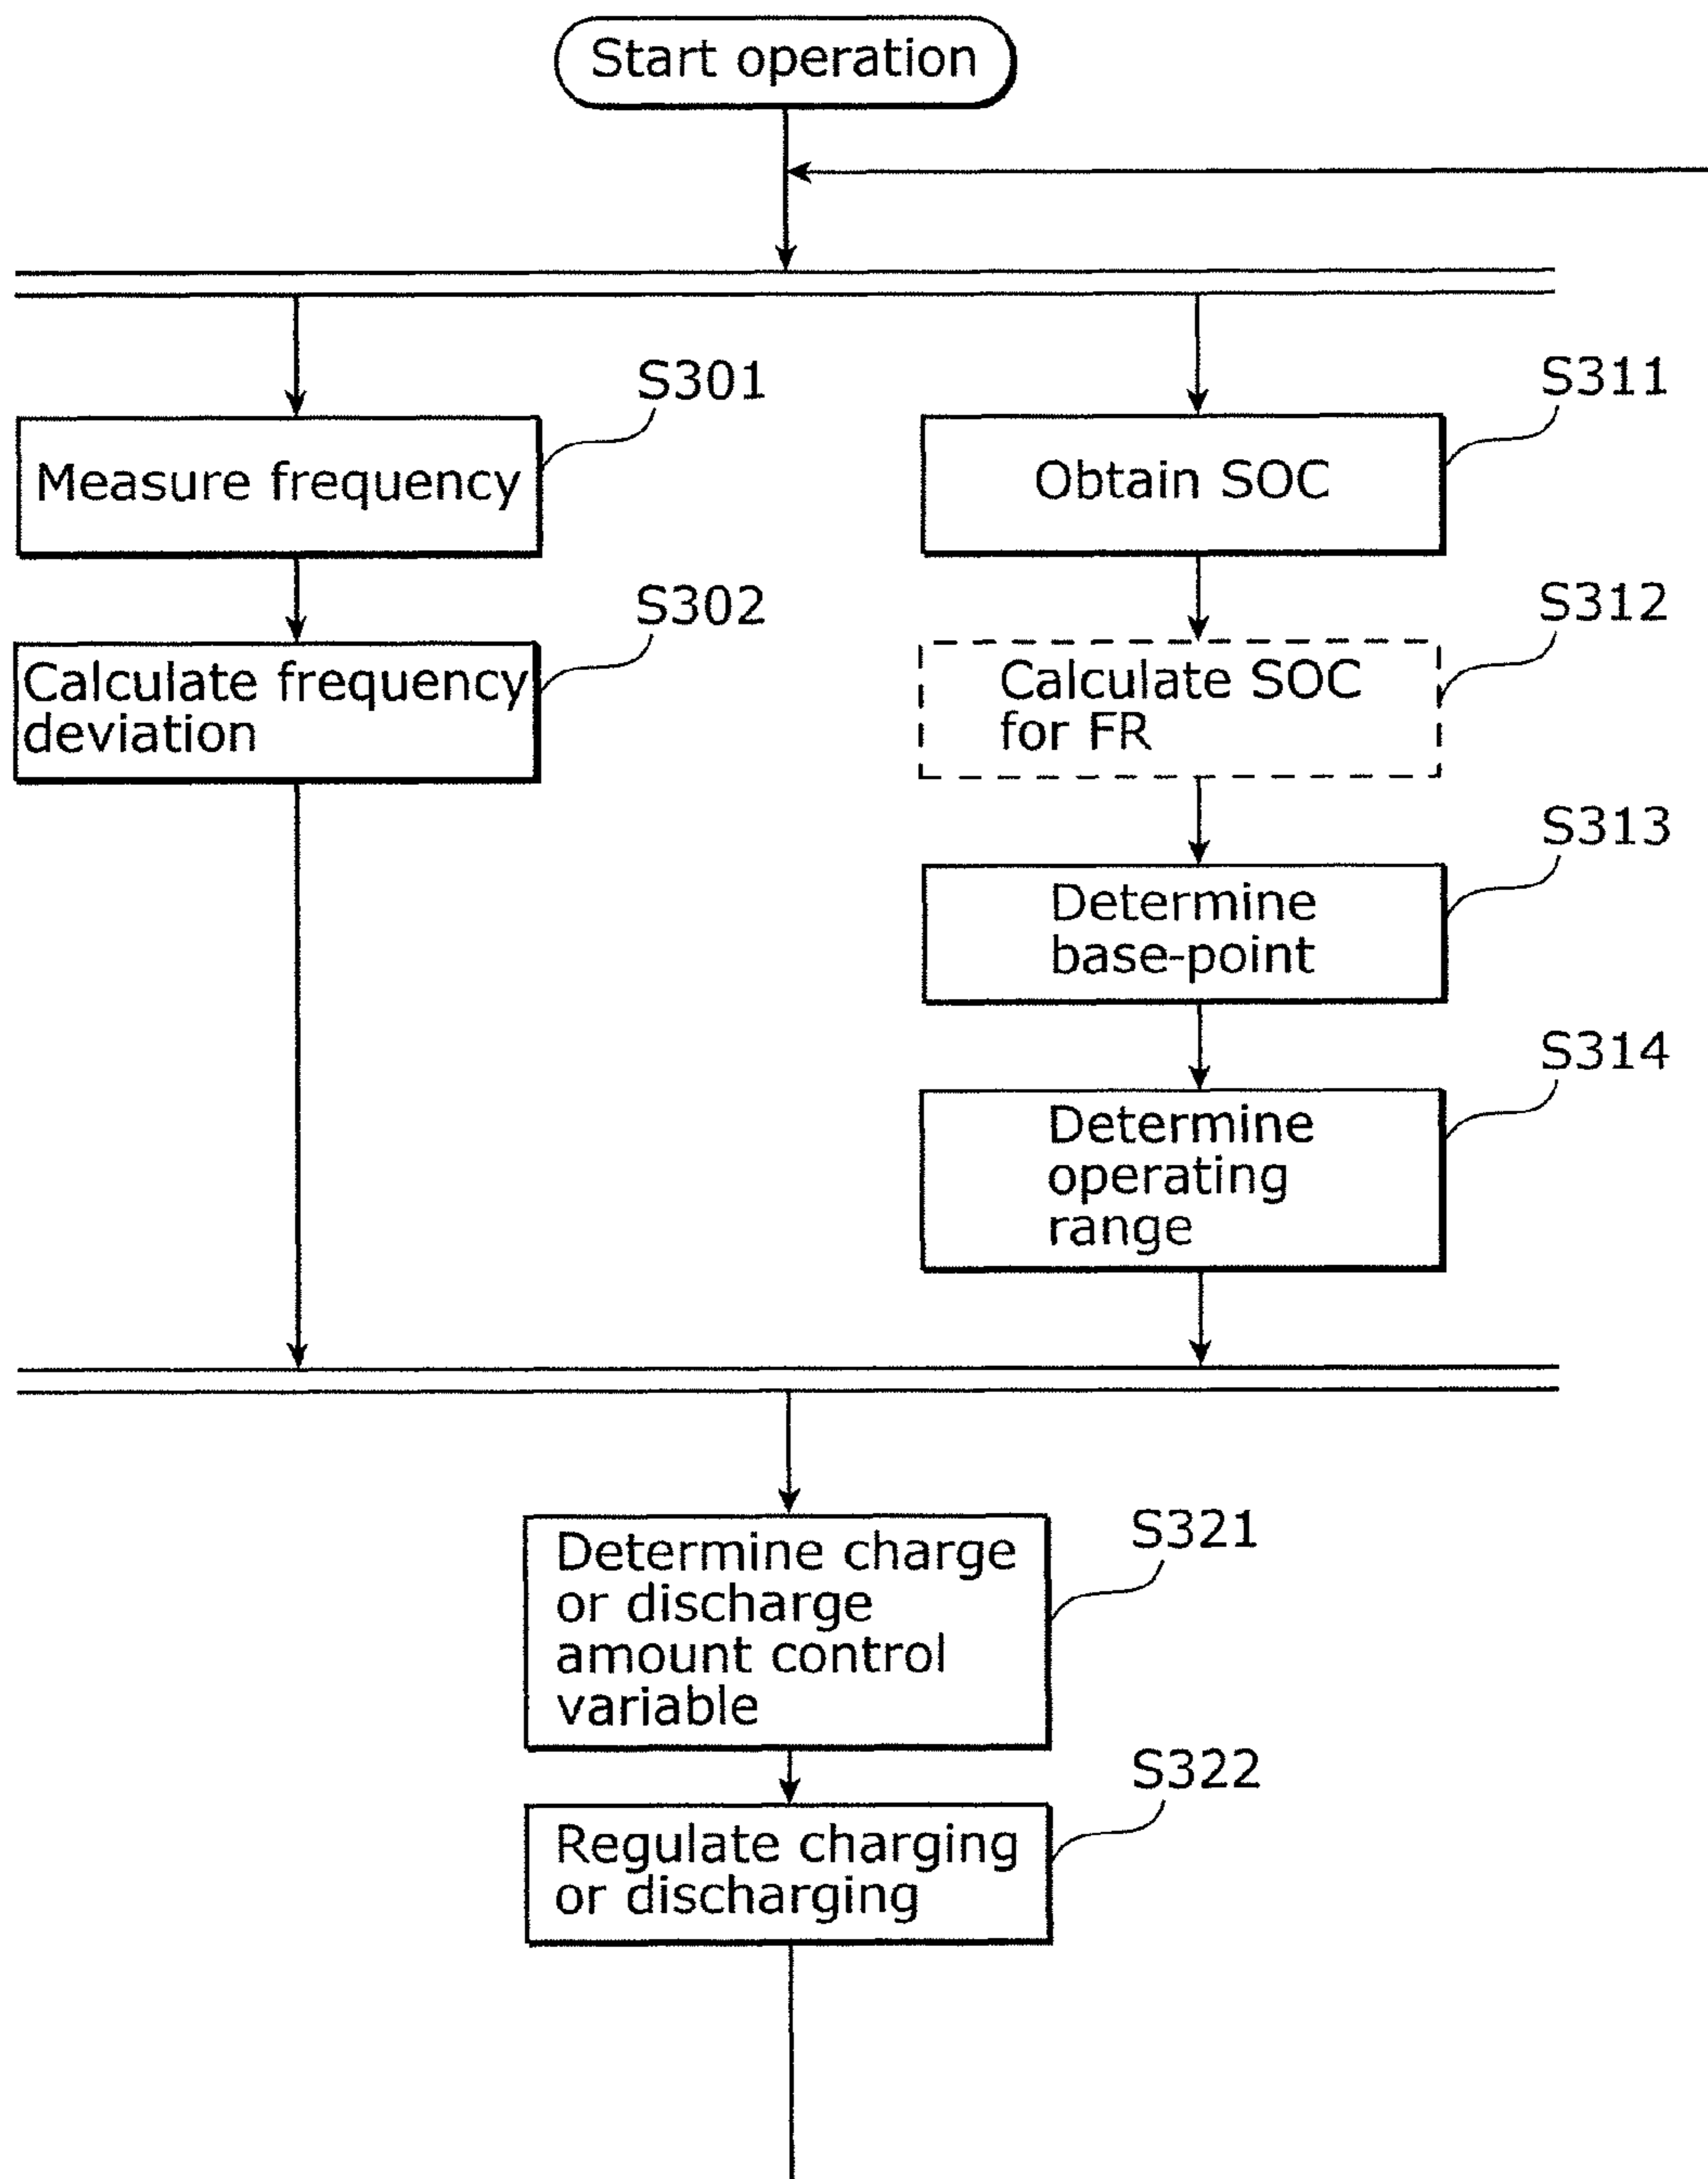 Start operation
S301
Measure frequency
S302
Calculate frequency
deviation
S311
Obtain SOC
S312
Calculate SOC
for FR
S313
Determine
base-point
S314
Determine
operating
range
S321
Determine charge
or discharge
amount control
variable
S322
Regulate charging
or discharging